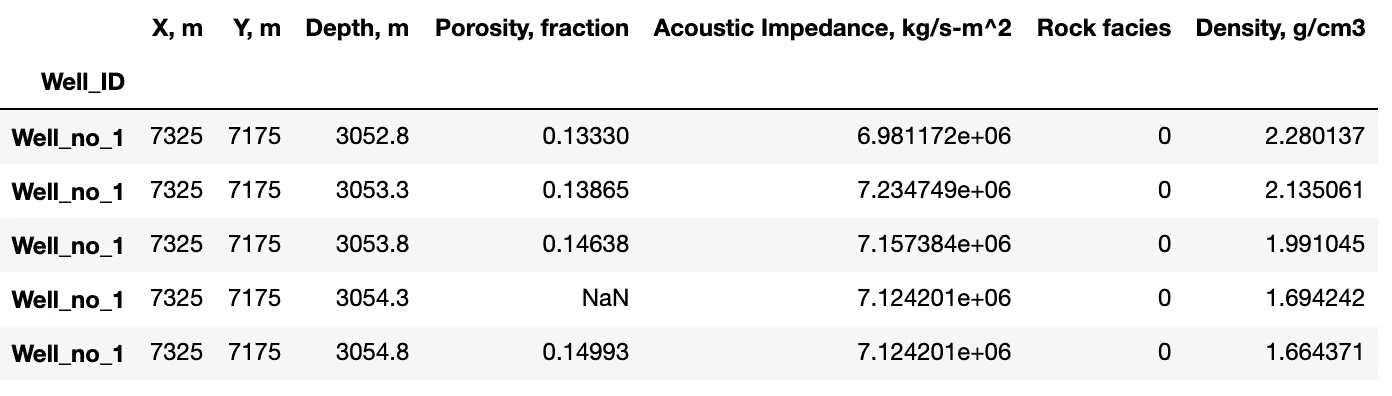 X, m Y, m Depth, m Porosity, fraction Acoustic Impedance, kg/s-m^2 Rock facies Density, g/cm3
Well_ID
Well_no_1 7325 7175 3052.8 0.13330 6.981172e+06 0 2.280137
Well_no_1 7325 7175 3053.3 0.13865 7.234749e+06 0 2.135061
Well_no_1 7325 7175 3053.8 0.14638 7.157384e+06 0 1.991045
Well_no_1 7325 7175 3054.3 NaN 7.124201e+06 0 1.694242
Well_no_1 7325 7175 3054.8 0.14993 7.124201e+06 0 1.664371